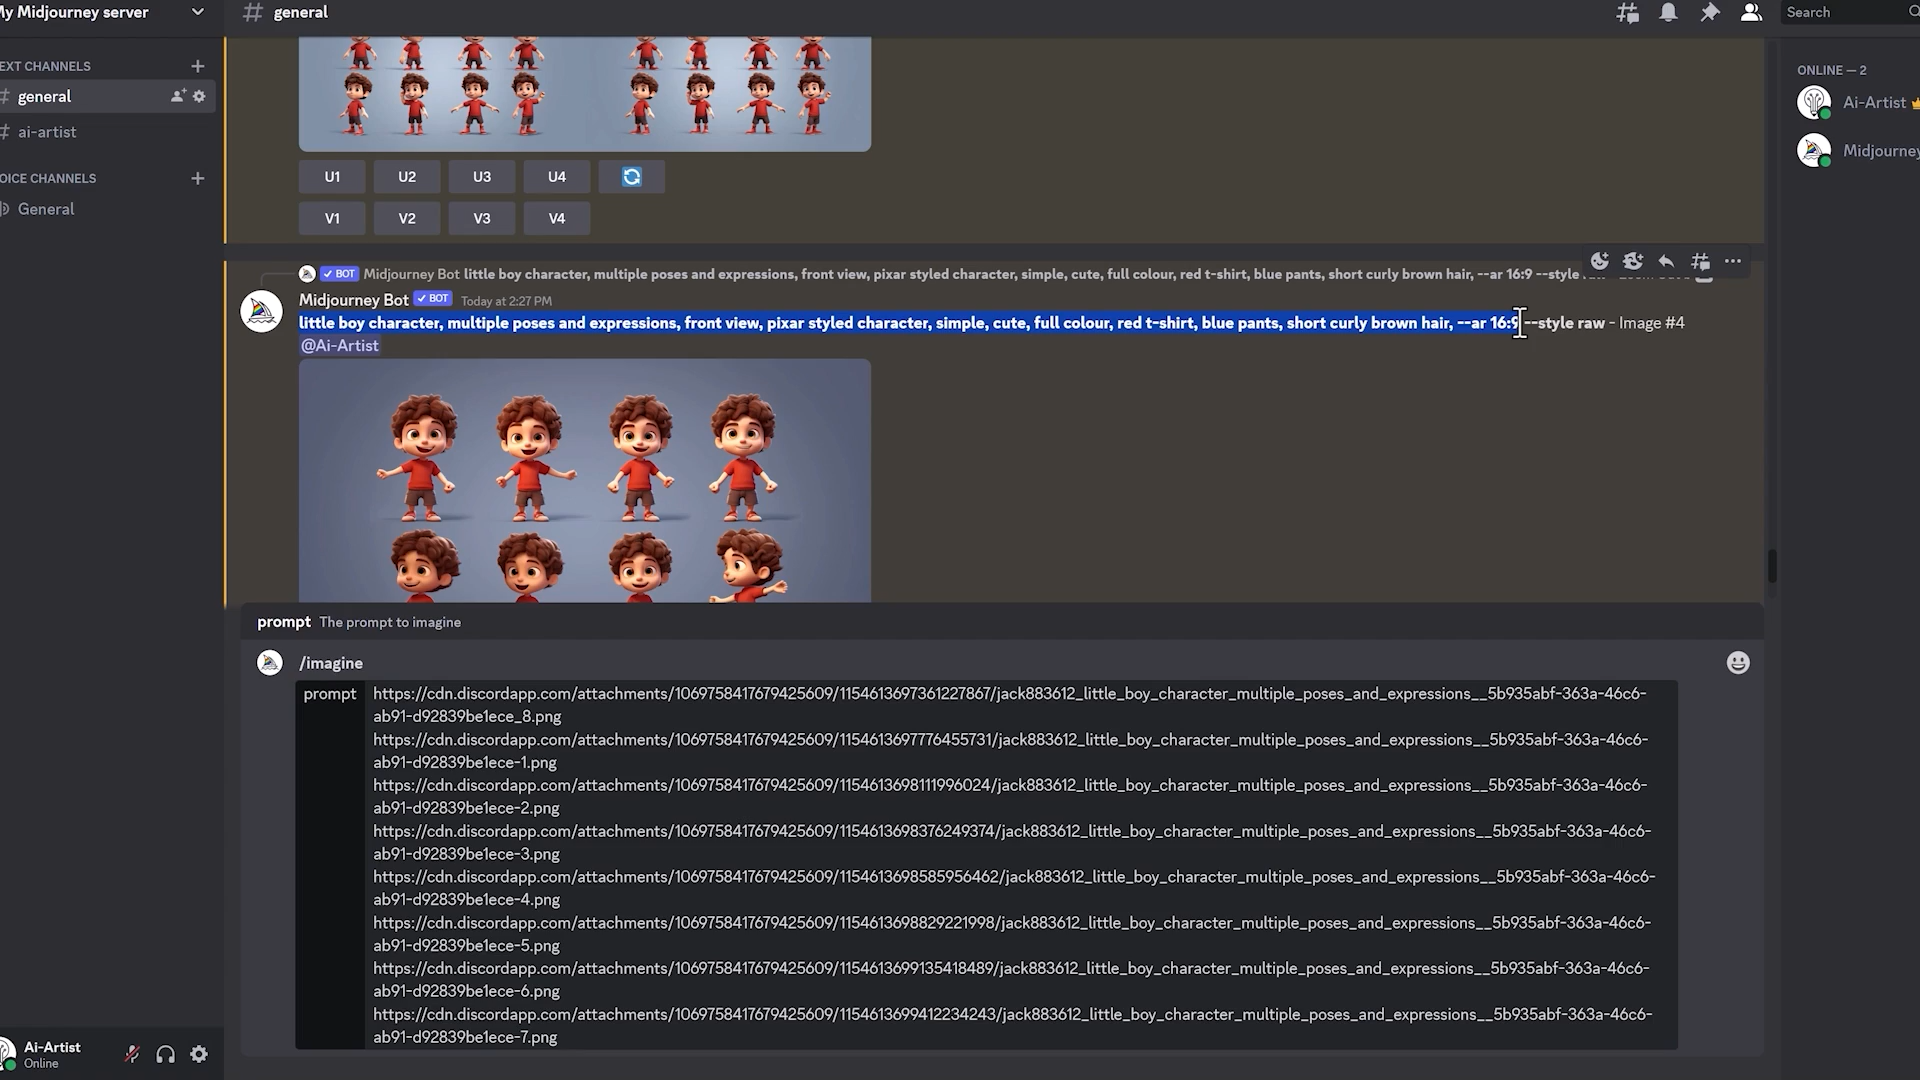 My Midjourney server
general
Search
TEXT CHANNELS
general
ai-artist
VOICE CHANNELS
General
ONLINE — 2
Ai-Artist
Midjourney
U1 U2 U3 U4
V1 V2 V3 V4
BOT Midjourney Bot little boy character, multiple poses and expressions, front view, pixar styled character, simple, cute, full colour, red t-shirt, blue pants, short curly brown hair, --ar 16:9 --style
Midjourney Bot BOT Today at 2:27 PM
little boy character, multiple poses and expressions, front view, pixar styled character, simple, cute, full colour, red t-shirt, blue pants, short curly brown hair, --ar 16:9 --style raw - Image #4
@Ai-Artist
prompt The prompt to imagine
/imagine
prompt https://cdn.discordapp.com/attachments/1069758417679425609/1154613697361227867/jack883612_little_boy_character_multiple_poses_and_expressions__5b935abf-363a-46c6-
ab91-d92839be1ece_8.png
https://cdn.discordapp.com/attachments/1069758417679425609/1154613697776455731/jack883612_little_boy_character_multiple_poses_and_expressions__5b935abf-363a-46c6-
ab91-d92839be1ece-1.png
https://cdn.discordapp.com/attachments/1069758417679425609/1154613698111996024/jack883612_little_boy_character_multiple_poses_and_expressions__5b935abf-363a-46c6-
ab91-d92839be1ece-2.png
https://cdn.discordapp.com/attachments/1069758417679425609/1154613698376249374/jack883612_little_boy_character_multiple_poses_and_expressions__5b935abf-363a-46c6-
ab91-d92839be1ece-3.png
https://cdn.discordapp.com/attachments/1069758417679425609/1154613698585956462/jack883612_little_boy_character_multiple_poses_and_expressions__5b935abf-363a-46c6-
ab91-d92839be1ece-4.png
https://cdn.discordapp.com/attachments/1069758417679425609/1154613698829221998/jack883612_little_boy_character_multiple_poses_and_expressions__5b935abf-363a-46c6-
ab91-d92839be1ece-5.png
https://cdn.discordapp.com/attachments/1069758417679425609/1154613699135418489/jack883612_little_boy_character_multiple_poses_and_expressions__5b935abf-363a-46c6-
ab91-d92839be1ece-6.png
https://cdn.discordapp.com/attachments/1069758417679425609/1154613699412234243/jack883612_little_boy_character_multiple_poses_and_expressions__5b935abf-363a-46c6-
ab91-d92839be1ece-7.png
Ai-Artist
Online